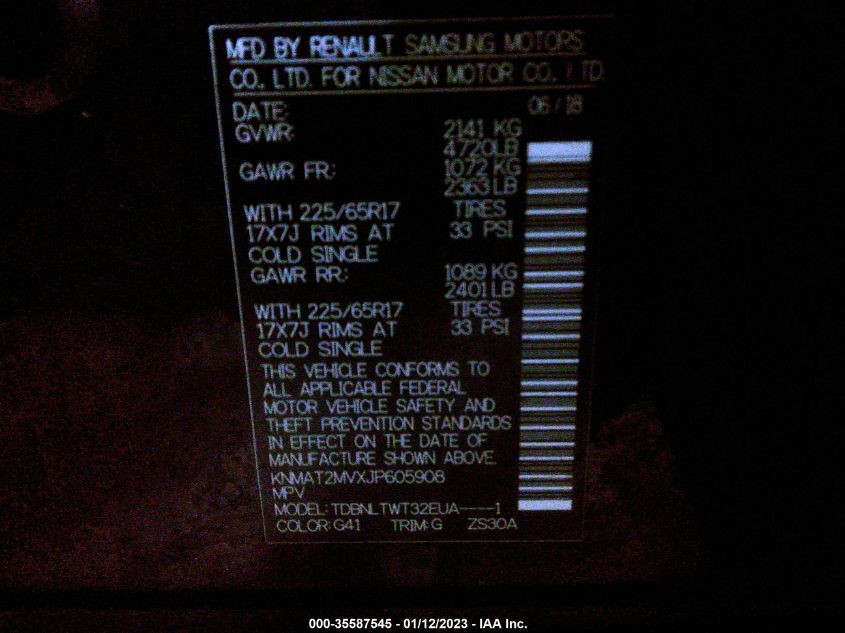 MFD BY RENAULT SAMSUNG MOTORS
CO., LTD. FOR NISSAN MOTOR CO., LTD.
DATE: 06/18
GVWR: 2141 KG
4720LB
GAWR FR: 1072 KG
2363LB
WITH 225/65R17 TIRES
17X7J RIMS AT 33 PSI
COLD SINGLE
GAWR RR: 1089 KG
2401LB
WITH 225/65R17 TIRES
17X7J RIMS AT 33 PSI
COLD SINGLE
THIS VEHICLE CONFORMS TO
ALL APPLICABLE FEDERAL
MOTOR VEHICLE SAFETY AND
THEFT PREVENTION STANDARDS
IN EFFECT ON THE DATE OF
MANUFACTURE SHOWN ABOVE.
KNMAT2MVXJP605908
MPV
MODEL: TDBNLTWT32EUA----1
COLOR: G41 TRIM: G ZS30A
000-35587545 - 01/12/2023 - IAA Inc.